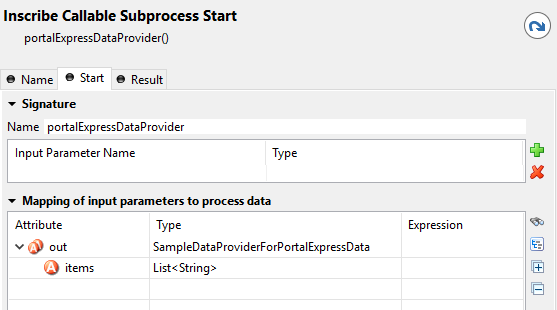 Inscribe Callable Subprocess Start
portalExpressDataProvider()
Name Start Result
Signature
Name portalExpressDataProvider
Input Parameter Name Type
Mapping of input parameters to process data
Attribute Type Expression
out SampleDataProviderForPortalExpressData
items List<String>